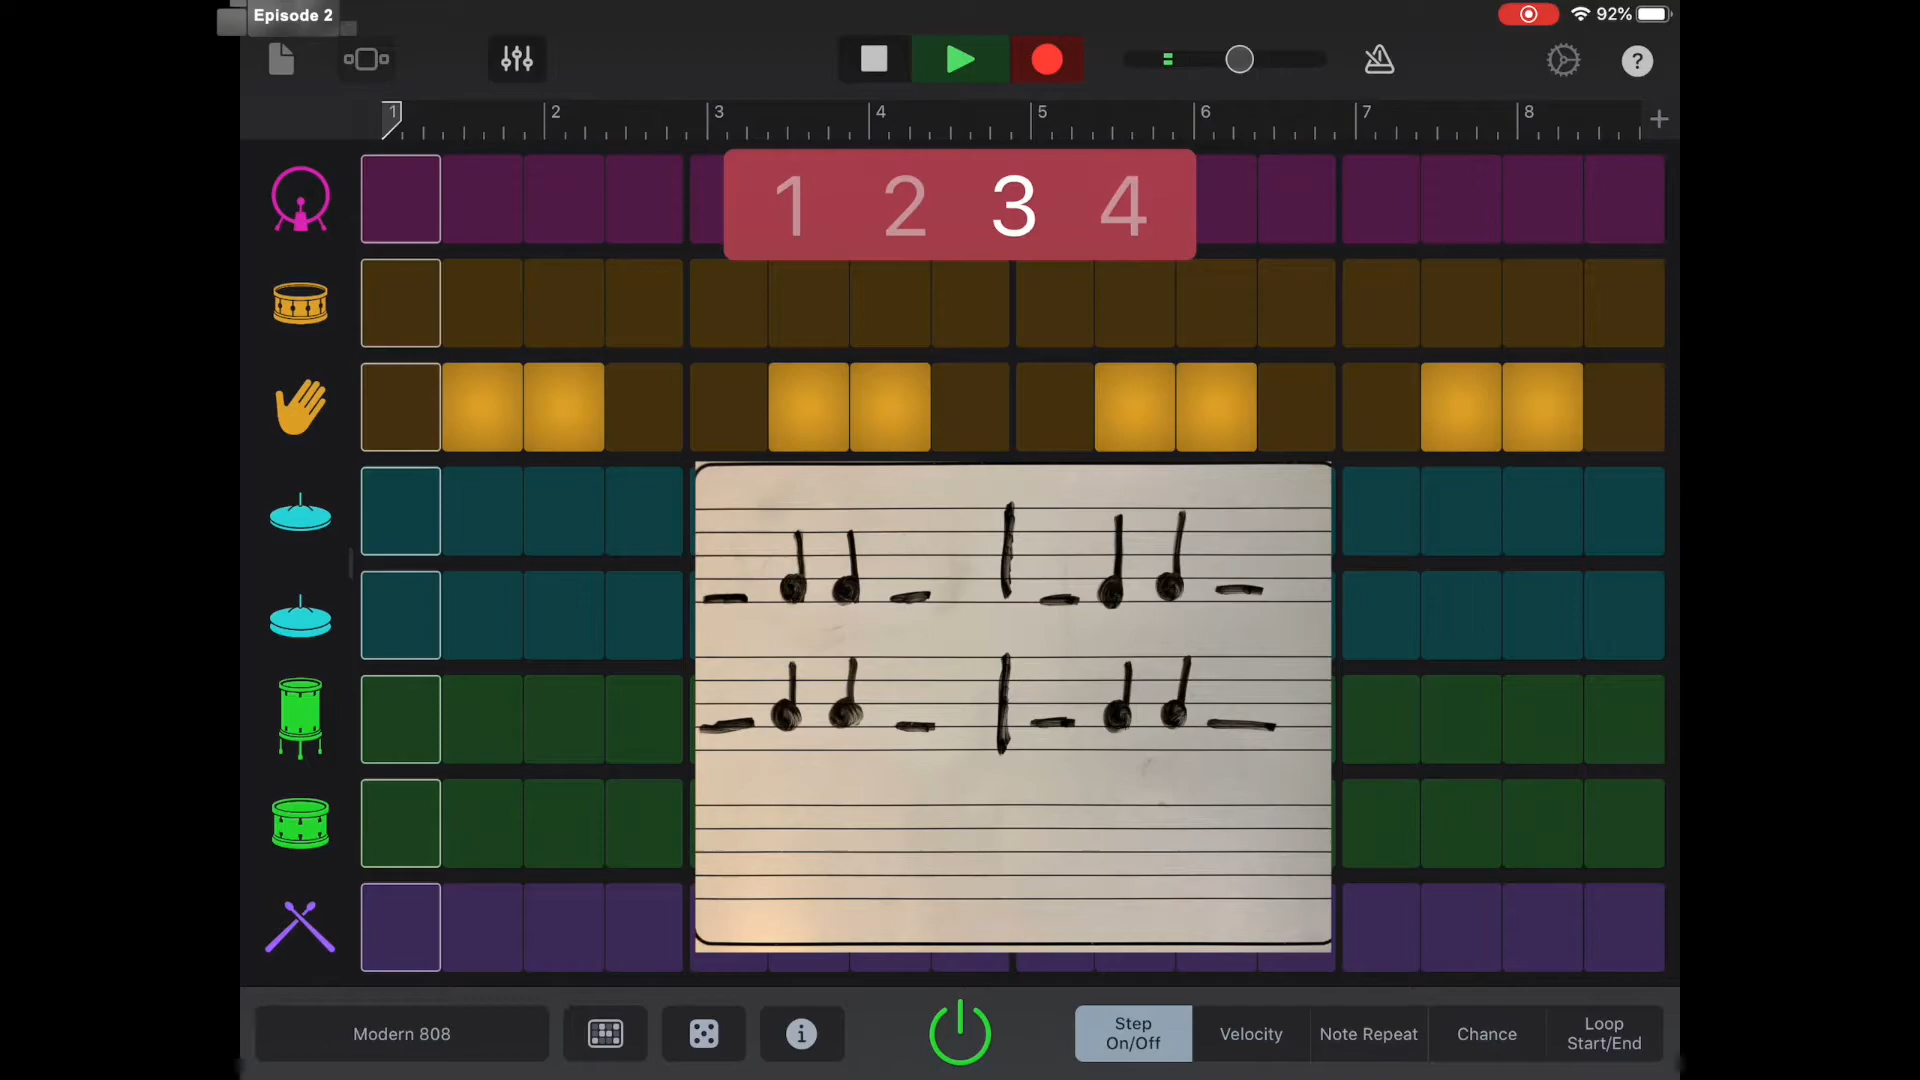 Episode 2
92%
1 2 3 4 5 6 7 8
1 2 3 4
Modern 808
Step
On/Off
Velocity
Note Repeat
Chance
Loop
Start/End